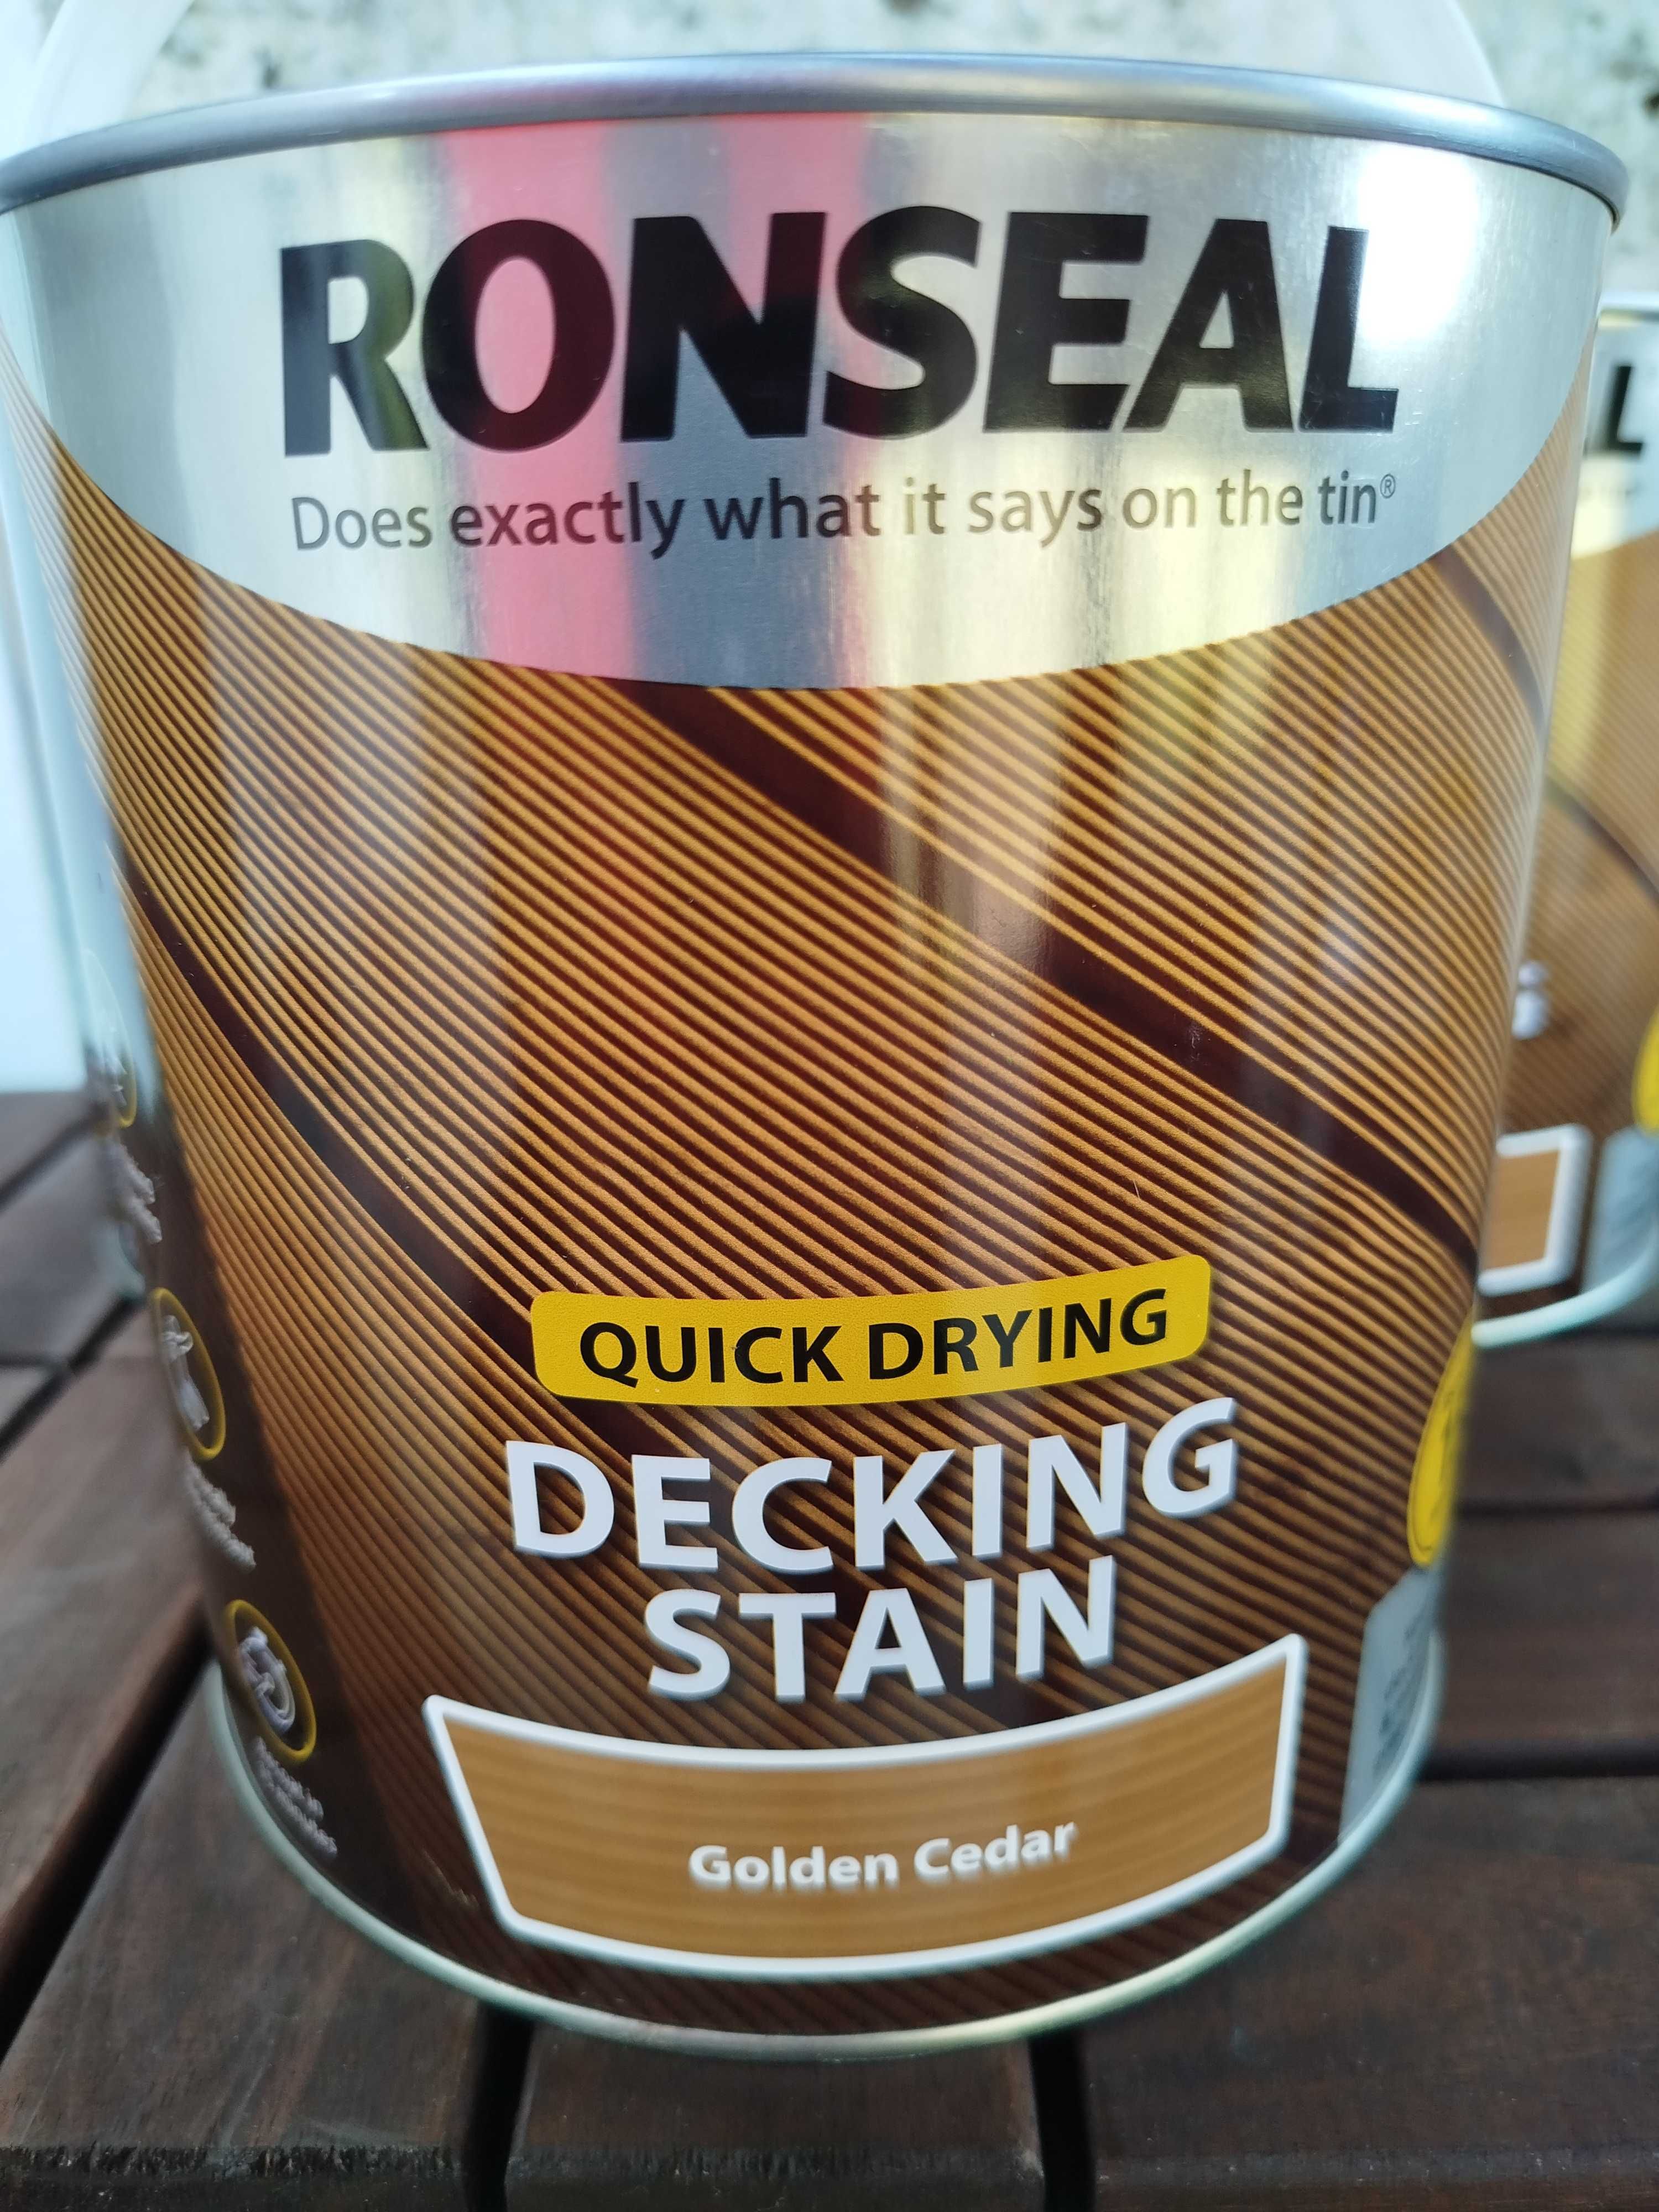 RONSEAL
Does exactly what it says on the tin®
QUICK DRYING
DECKING
STAIN
Golden Cedar
L